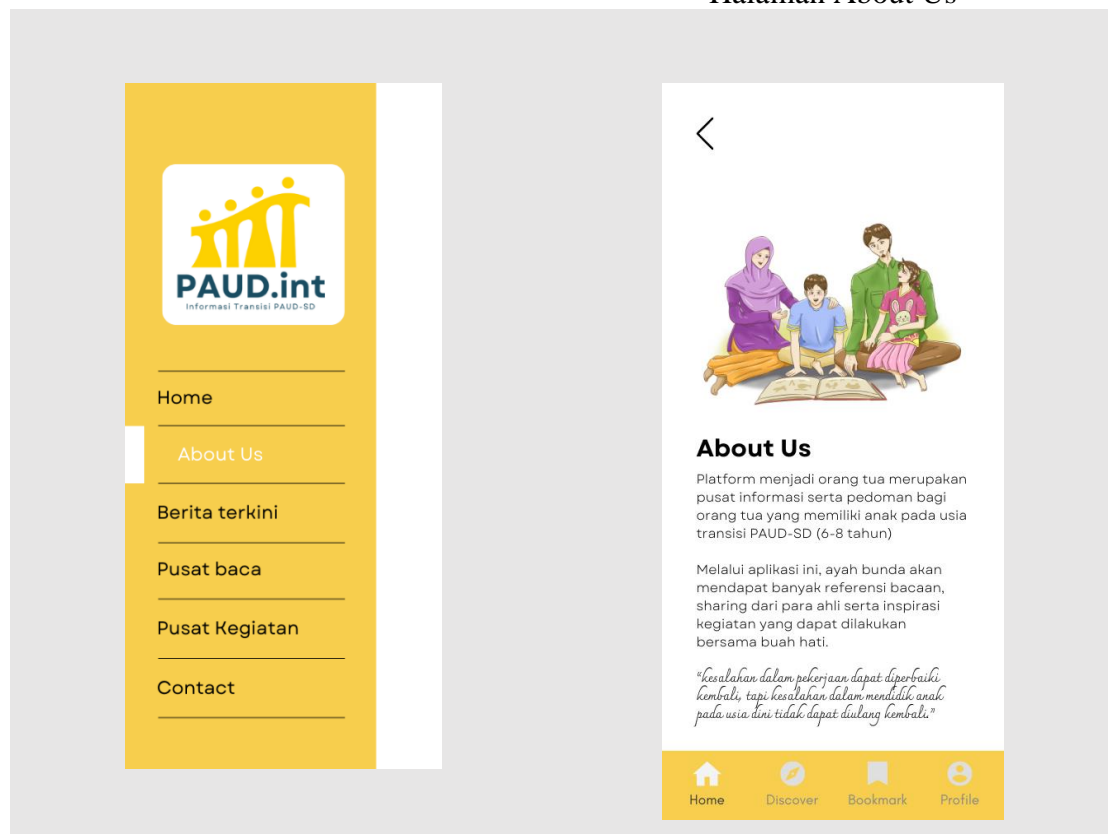 Halaman About Us
PAUD.int
Informasi Transisi PAUD-SD
Home
About Us
Berita terkini
Pusat baca
Pusat Kegiatan
Contact
About Us
Platform menjadi orang tua merupakan
pusat informasi serta pedoman bagi
orang tua yang memiliki anak pada usia
transisi PAUD-SD (6-8 tahun)
Melalui aplikasi ini, ayah bunda akan
mendapat banyak referensi bacaan,
sharing dari para ahli serta inspirasi
kegiatan yang dapat dilakukan
bersama buah hati.
"kesalahan dalam pekerjaan dapat diperbaiki
kembali, tapi kesalahan dalam mendidik anak
pada usia dini tidak dapat diulang kembali."
Home
Discover
Bookmark
Profile